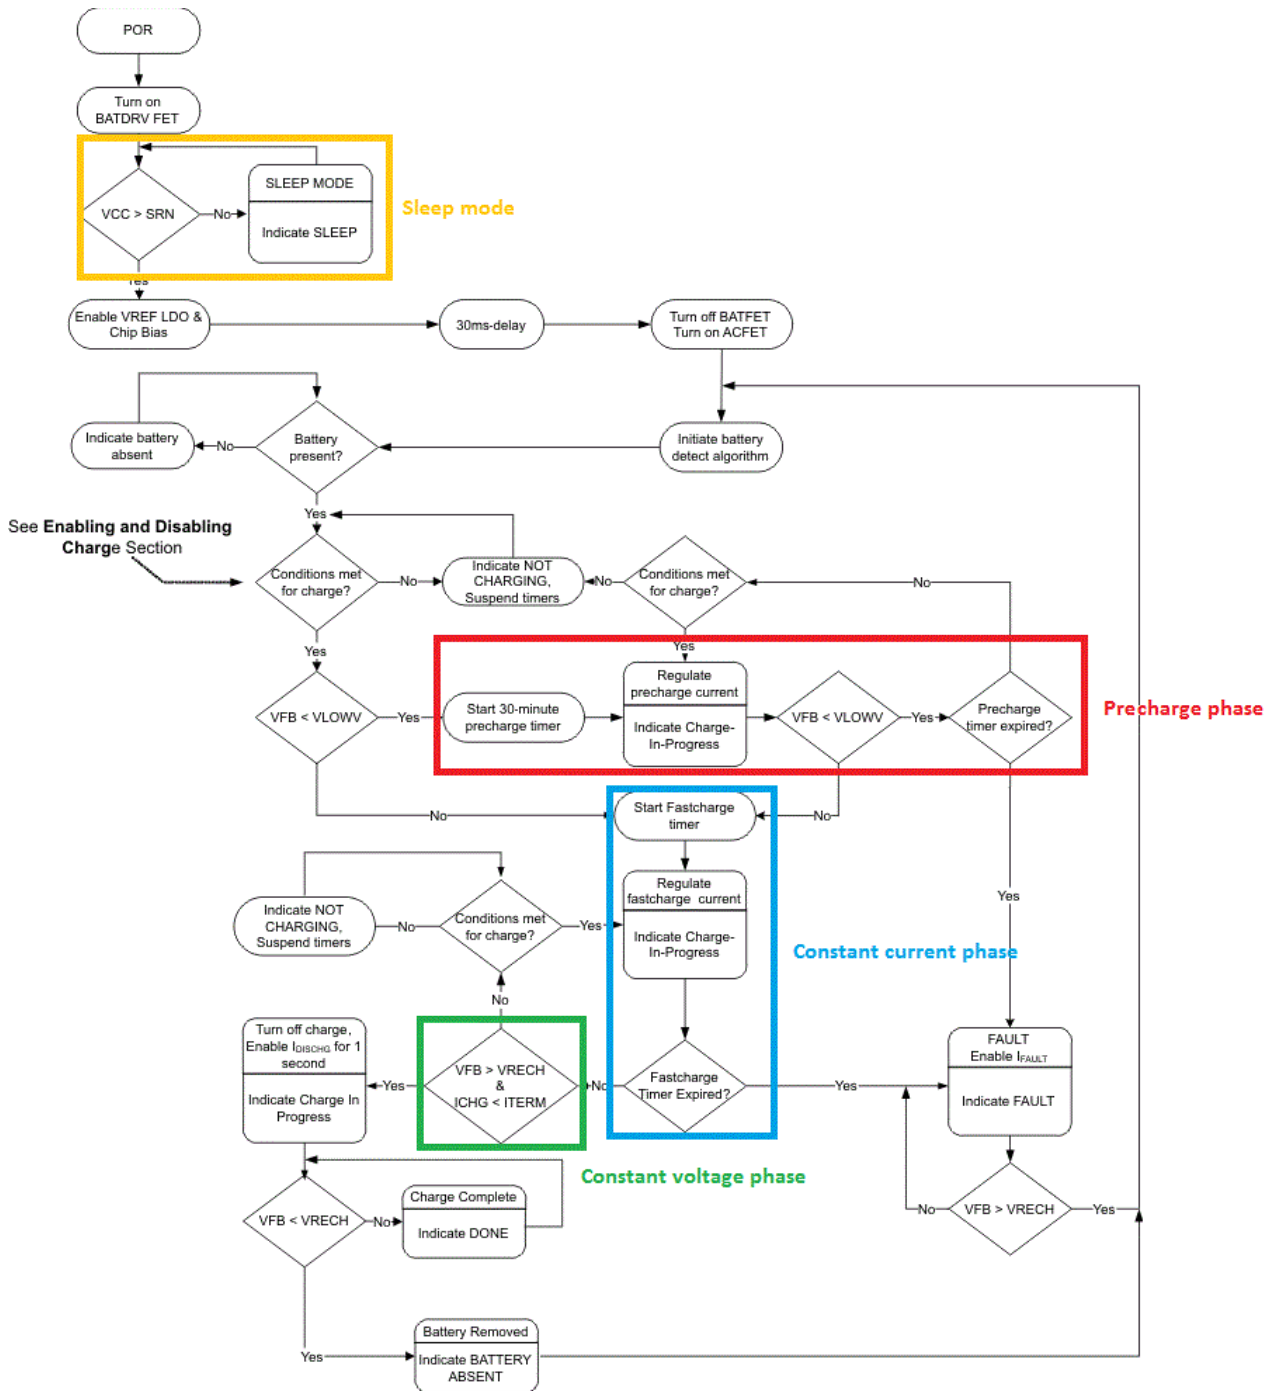 POR
Turn on
BATDRV FET
VCC > SRN
No
SLEEP MODE
Indicate SLEEP
Sleep mode
Yes
Enable VREF LDO &
Chip Bias
30ms-delay
Turn off BATFET
Turn on ACFET
Indicate battery
absent
No
Battery
present?
Initiate battery
detect algorithm
Yes
See Enabling and Disabling
Charge Section
Conditions met
for charge?
No
Indicate NOT
CHARGING,
Suspend timers
No
Conditions met
for charge?
No
Yes
Yes
VFB < VLOWV
Yes
Start 30-minute
precharge timer
Regulate
precharge current
Indicate Charge-
In-Progress
VFB < VLOWV
Yes
Precharge
timer expired?
Precharge phase
No
Start Fastcharge
timer
No
Yes
Indicate NOT
CHARGING,
Suspend timers
No
Conditions met
for charge?
Yes
Regulate
fastcharge current
Indicate Charge-
In-Progress
Constant current phase
No
Turn off charge,
Enable IDISCHG for 1
second
Indicate Charge In
Progress
Yes
VFB > VRECH
&
ICHG < ITERM
No
Fastcharge
Timer Expired?
Yes
FAULT
Enable IFAULT
Indicate FAULT
Constant voltage phase
VFB < VRECH
No
Charge Complete
Indicate DONE
No
VFB > VRECH
Yes
Yes
Battery Removed
Indicate BATTERY
ABSENT